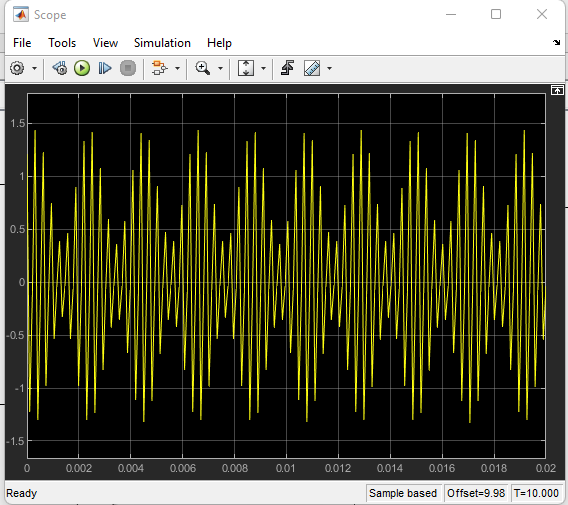 Scope
File Tools View Simulation Help
1.5
1
0.5
0
-0.5
-1
-1.5
0 0.002 0.004 0.006 0.008 0.01 0.012 0.014 0.016 0.018 0.02
Ready Sample based Offset=9.98 T=10.000